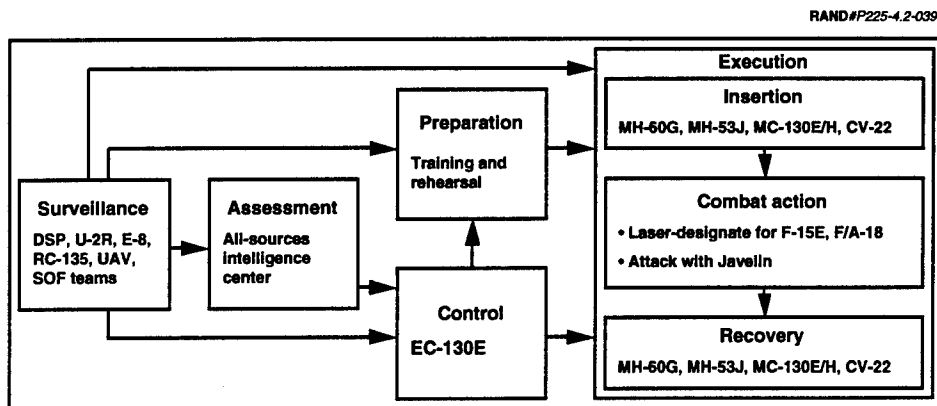 RAND#P225-4.2-039
Surveillance
DSP, U-2R, E-8,
RC-135, UAV,
SOF teams
Assessment
All-sources
intelligence
center
Preparation
Training and
rehearsal
Control
EC-130E
Execution
Insertion
MH-60G, MH-53J, MC-130E/H, CV-22
Combat action
• Laser-designate for F-15E, F/A-18
• Attack with Javelin
Recovery
MH-60G, MH-53J, MC-130E/H, CV-22